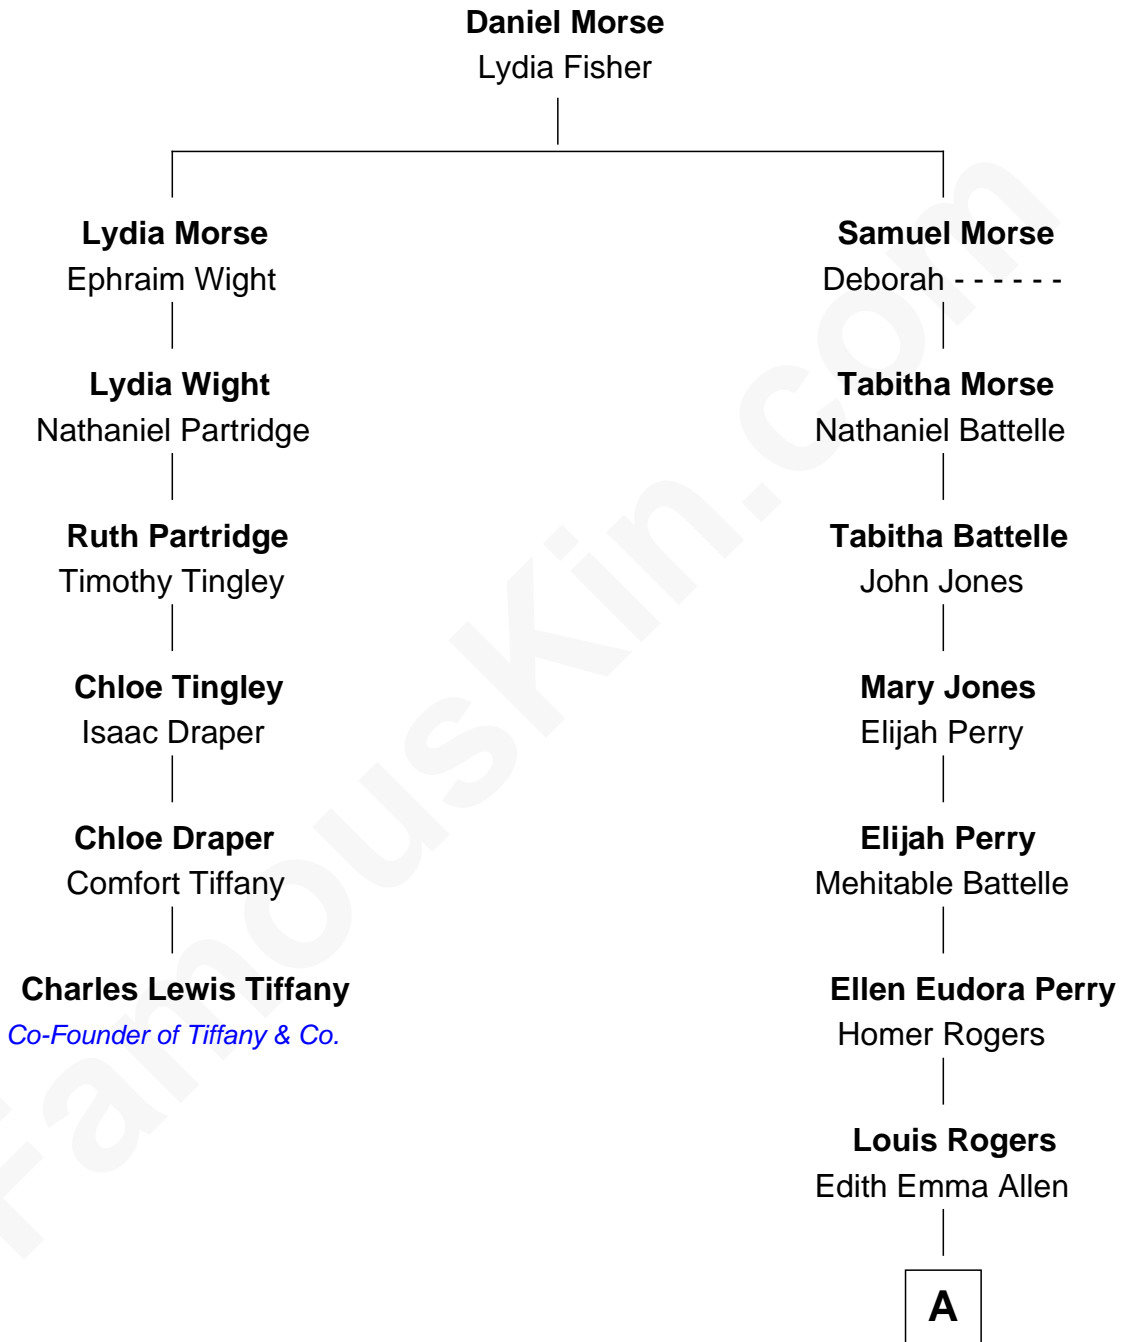 Daniel Morse
Lydia Fisher
Lydia Morse
Ephraim Wight
Samuel Morse
Deborah - - - - - -
Lydia Wight
Nathaniel Partridge
Tabitha Morse
Nathaniel Battelle
Ruth Partridge
Timothy Tingley
Tabitha Battelle
John Jones
Chloe Tingley
Isaac Draper
Mary Jones
Elijah Perry
Chloe Draper
Comfort Tiffany
Elijah Perry
Mehitable Battelle
Charles Lewis Tiffany
Co-Founder of Tiffany & Co.
Ellen Eudora Perry
Homer Rogers
Louis Rogers
Edith Emma Allen
A
FamousKin.com